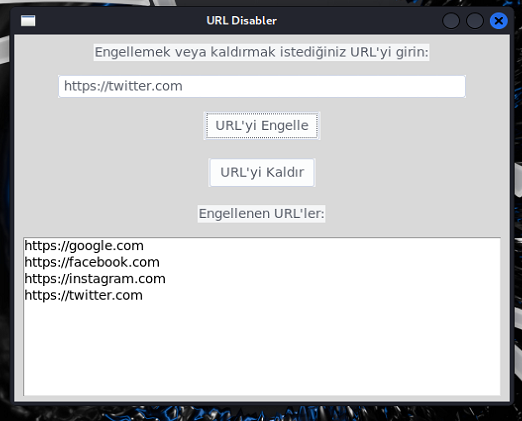 URL Disabler
Engellemek veya kaldırmak istediğiniz URL'yi girin:
https://twitter.com
URL'yi Engelle
URL'yi Kaldır
Engellenen URL'ler:
https://google.com
https://facebook.com
https://instagram.com
https://twitter.com